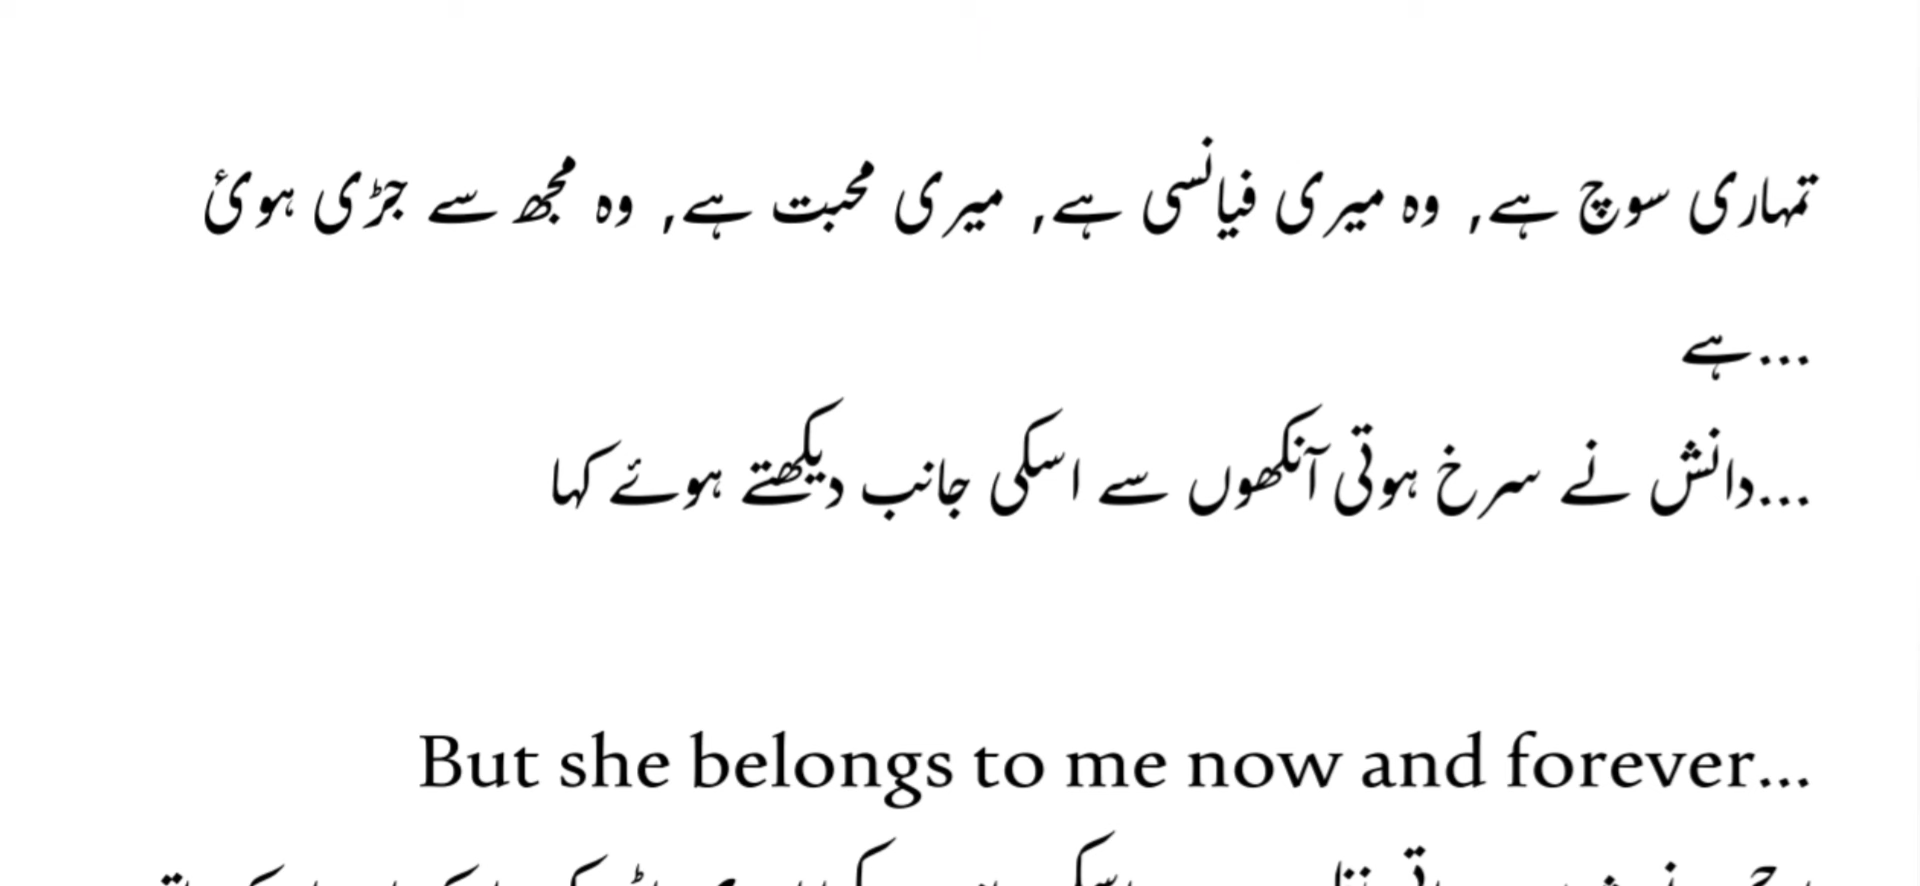 تمہاری سوچ ہے, وہ میری فیانسی ہے, میری محبت ہے, وہ مجھ سے جڑی ہوئ
...ہے
...دانش نے سرخ ہوتی آنکھوں سے اسکی جانب دیکھتے ہوئے کہا
But she belongs to me now and forever...